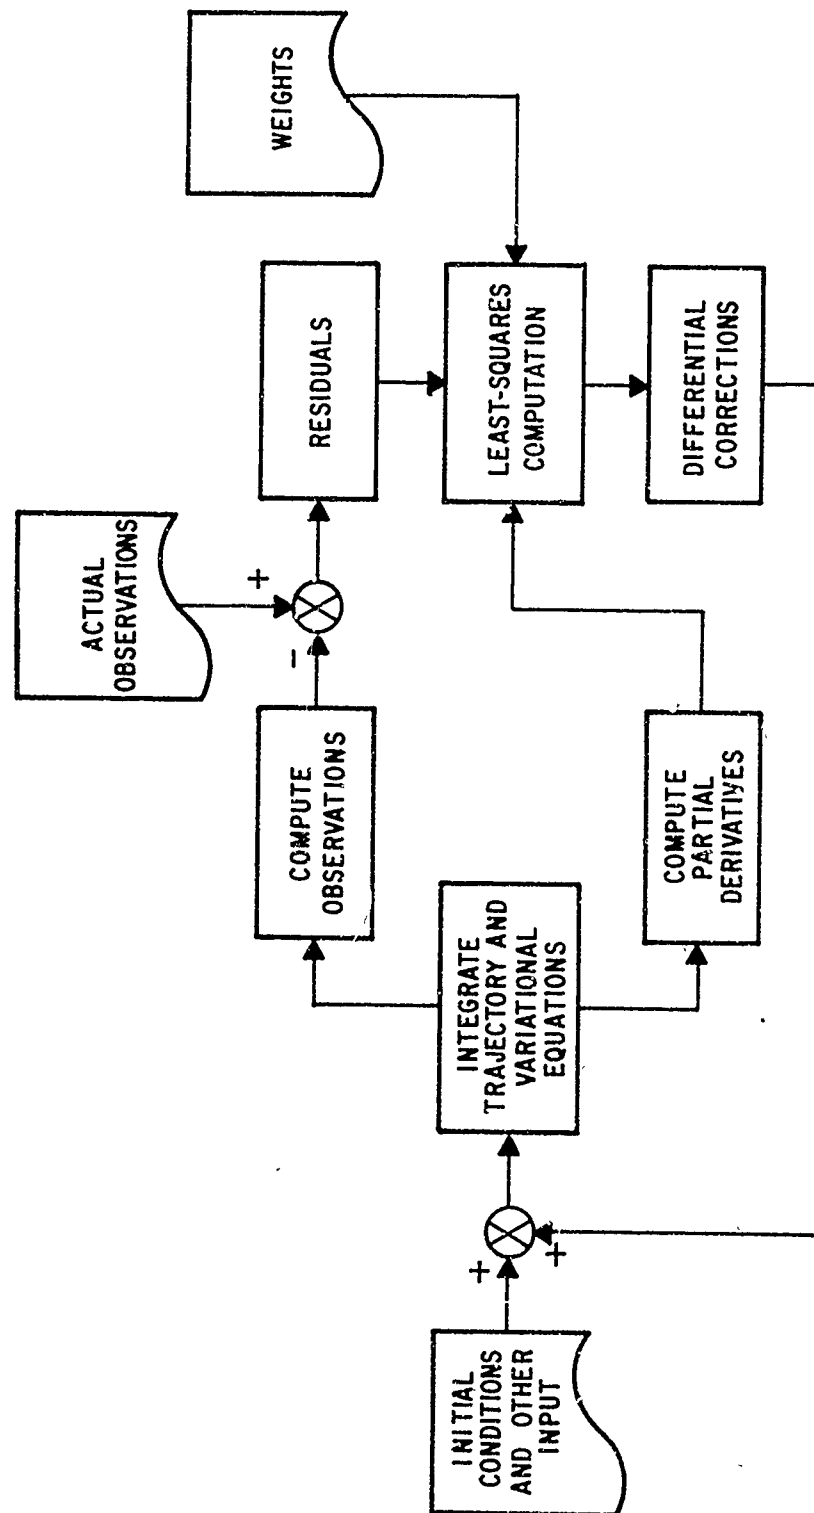 ACTUAL
OBSERVATIONS
WEIGHTS
+
-
COMPUTE
OBSERVATIONS
RESIDUALS
INITIAL
CONDITIONS
AND OTHER
INPUT
+
+
INTEGRATE
TRAJECTORY AND
VARIATIONAL
EQUATIONS
LEAST-SQUARES
COMPUTATION
COMPUTE
PARTIAL
DERIVATIVES
DIFFERENTIAL
CORRECTIONS